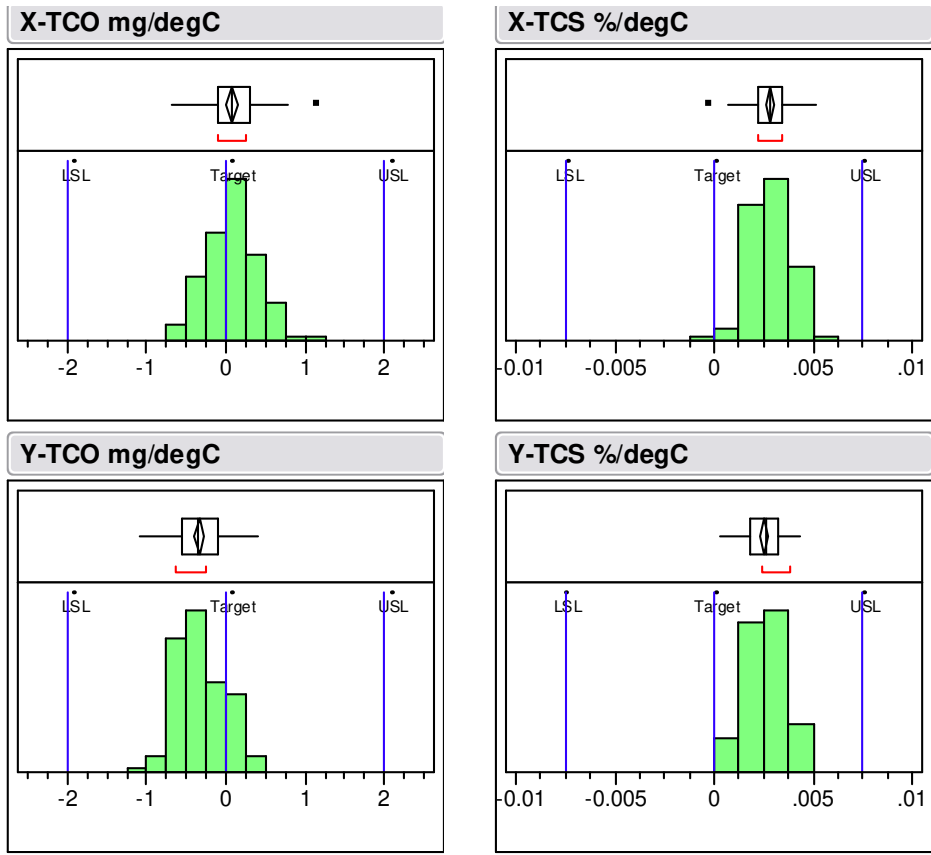 X-TCO mg/degC
LSL Target USL
-2 -1 0 1 2
X-TCS %/degC
LSL Target USL
-0.01 -0.005 0 .005 .01
Y-TCO mg/degC
LSL Target USL
-2 -1 0 1 2
Y-TCS %/degC
LSL Target USL
-0.01 -0.005 0 .005 .01